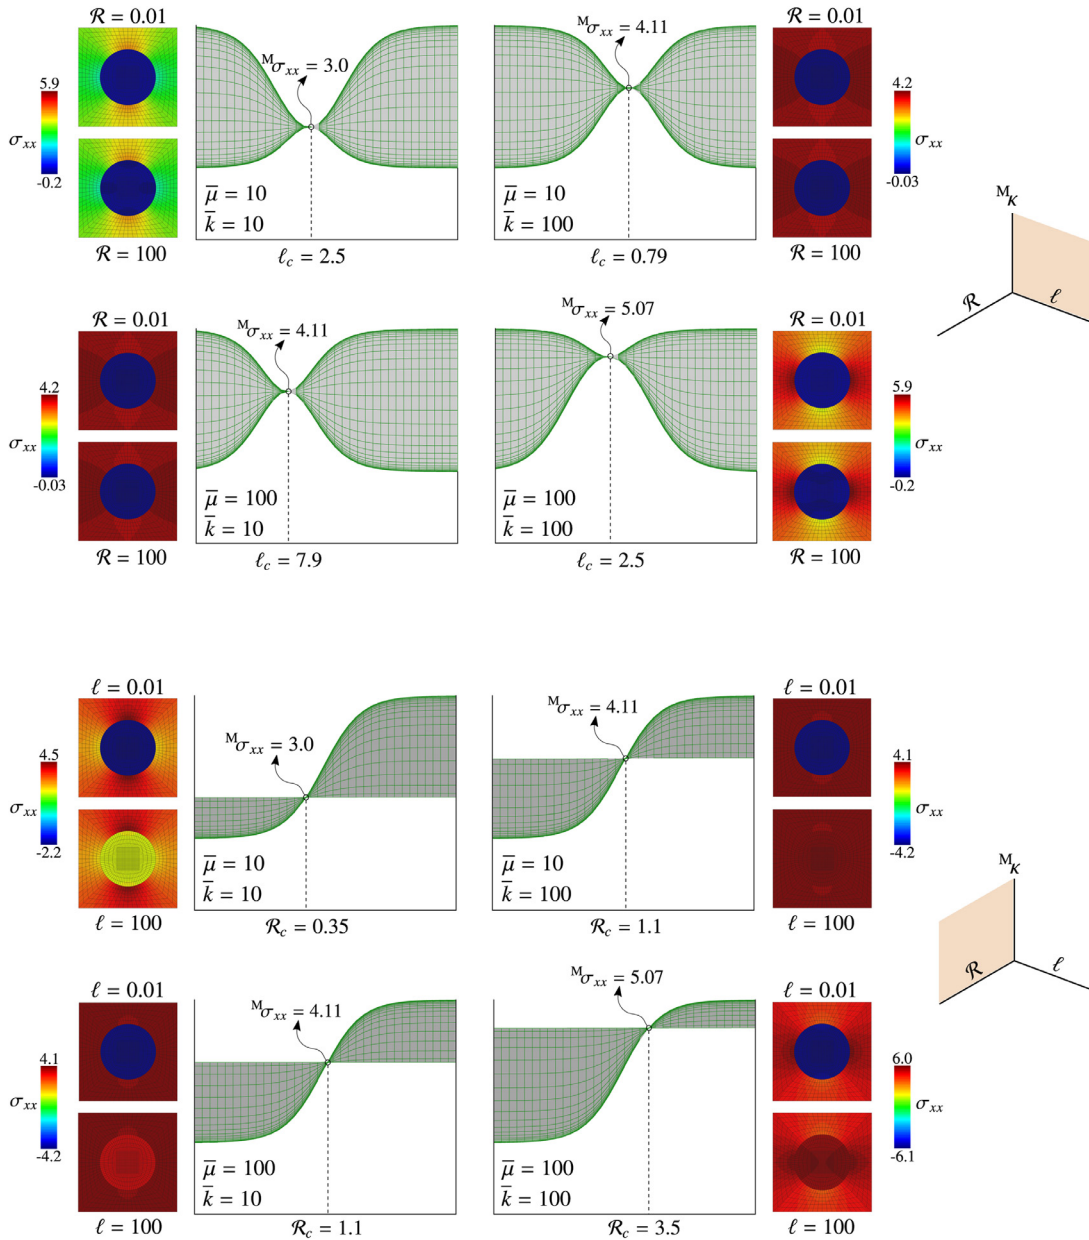 ℛ = 0.01
5.9
σxx
-0.2
ℛ = 100
ᴹσxx = 3.0
μ̅ = 10
k̅ = 10
ℓc = 2.5
ᴹσxx = 4.11
μ̅ = 10
k̅ = 100
ℓc = 0.79
ℛ = 0.01
4.2
σxx
-0.03
ℛ = 100
ᴹκ
ℛ
ℓ
ℛ = 0.01
4.2
σxx
-0.03
ℛ = 100
ᴹσxx = 4.11
μ̅ = 100
k̅ = 10
ℓc = 7.9
ᴹσxx = 5.07
μ̅ = 100
k̅ = 100
ℓc = 2.5
ℛ = 0.01
5.9
σxx
-0.2
ℛ = 100
ℓ = 0.01
4.5
σxx
-2.2
ℓ = 100
ᴹσxx = 3.0
μ̅ = 10
k̅ = 10
ℛc = 0.35
ᴹσxx = 4.11
μ̅ = 10
k̅ = 100
ℛc = 1.1
ℓ = 0.01
4.1
σxx
-4.2
ℓ = 100
ᴹκ
ℛ
ℓ
ℓ = 0.01
4.1
σxx
-4.2
ℓ = 100
ᴹσxx = 4.11
μ̅ = 100
k̅ = 10
ℛc = 1.1
ᴹσxx = 5.07
μ̅ = 100
k̅ = 100
ℛc = 3.5
ℓ = 0.01
6.0
σxx
-6.1
ℓ = 100